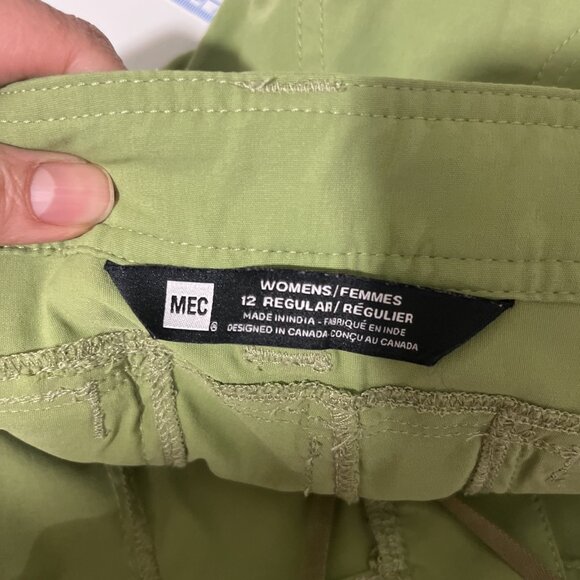 MEC®
WOMENS/FEMMES
12 REGULAR/RÉGULIER
MADE IN INDIA - FABRIQUÉ EN INDE
DESIGNED IN CANADA CONÇU AU CANADA